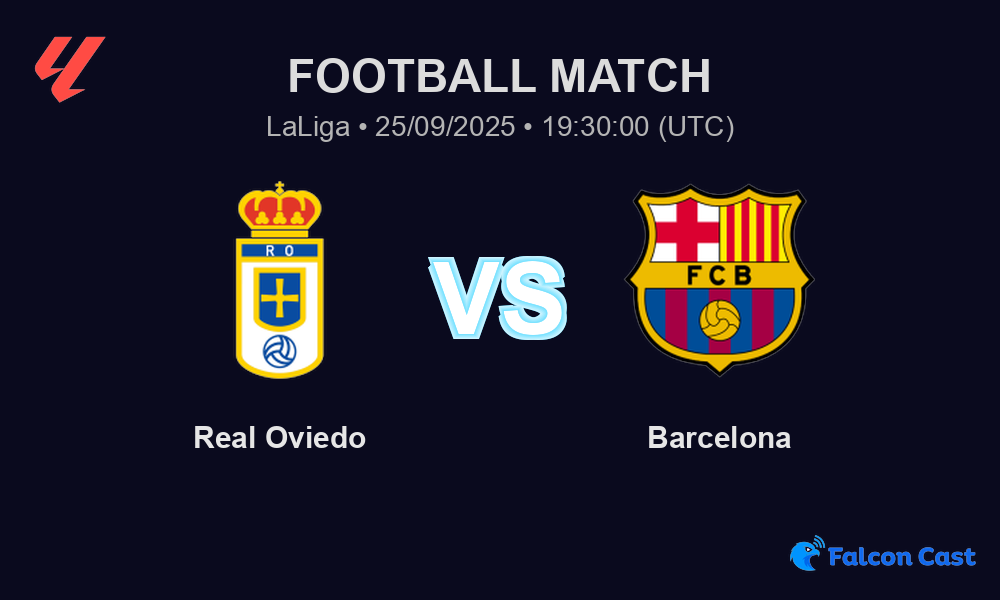 FOOTBALL MATCH
LaLiga • 25/09/2025 • 19:30:00 (UTC)
R O
FCB
VS
Real Oviedo
Barcelona
Falcon Cast